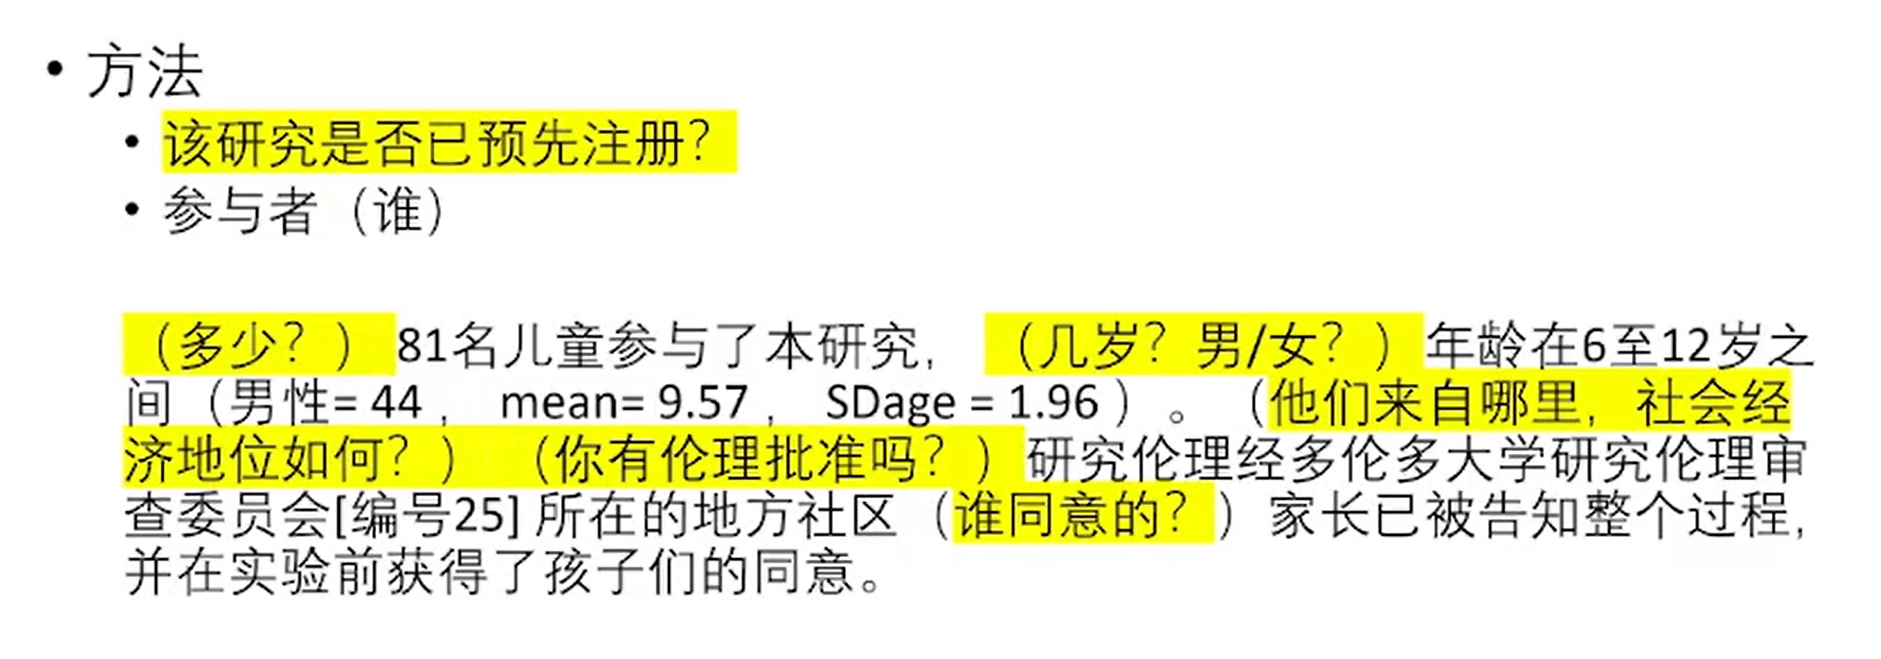 • 方法
• 该研究是否已预先注册？
• 参与者（谁）
（多少？）81名儿童参与了本研究，（几岁？男/女？）年龄在6至12岁之
间（男性= 44， mean= 9.57， SDage = 1.96）。（他们来自哪里，社会经
济地位如何？）（你有伦理批准吗？）研究伦理经多伦多大学研究伦理审
查委员会[编号25] 所在的地方社区（谁同意的？）家长已被告知整个过程，
并在实验前获得了孩子们的同意。